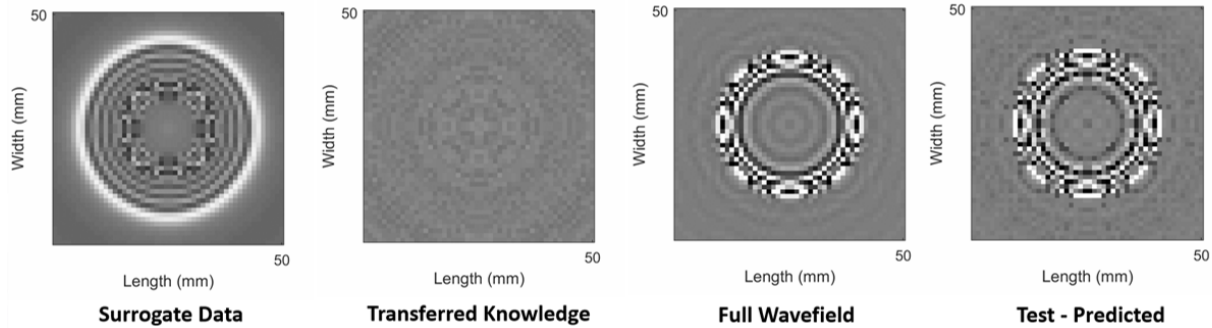 50 50 50 50
Width (mm) Width (mm) Width (mm) Width (mm)
50 50 50 50
Length (mm) Length (mm) Length (mm) Length (mm)
Surrogate Data Transferred Knowledge Full Wavefield Test - Predicted